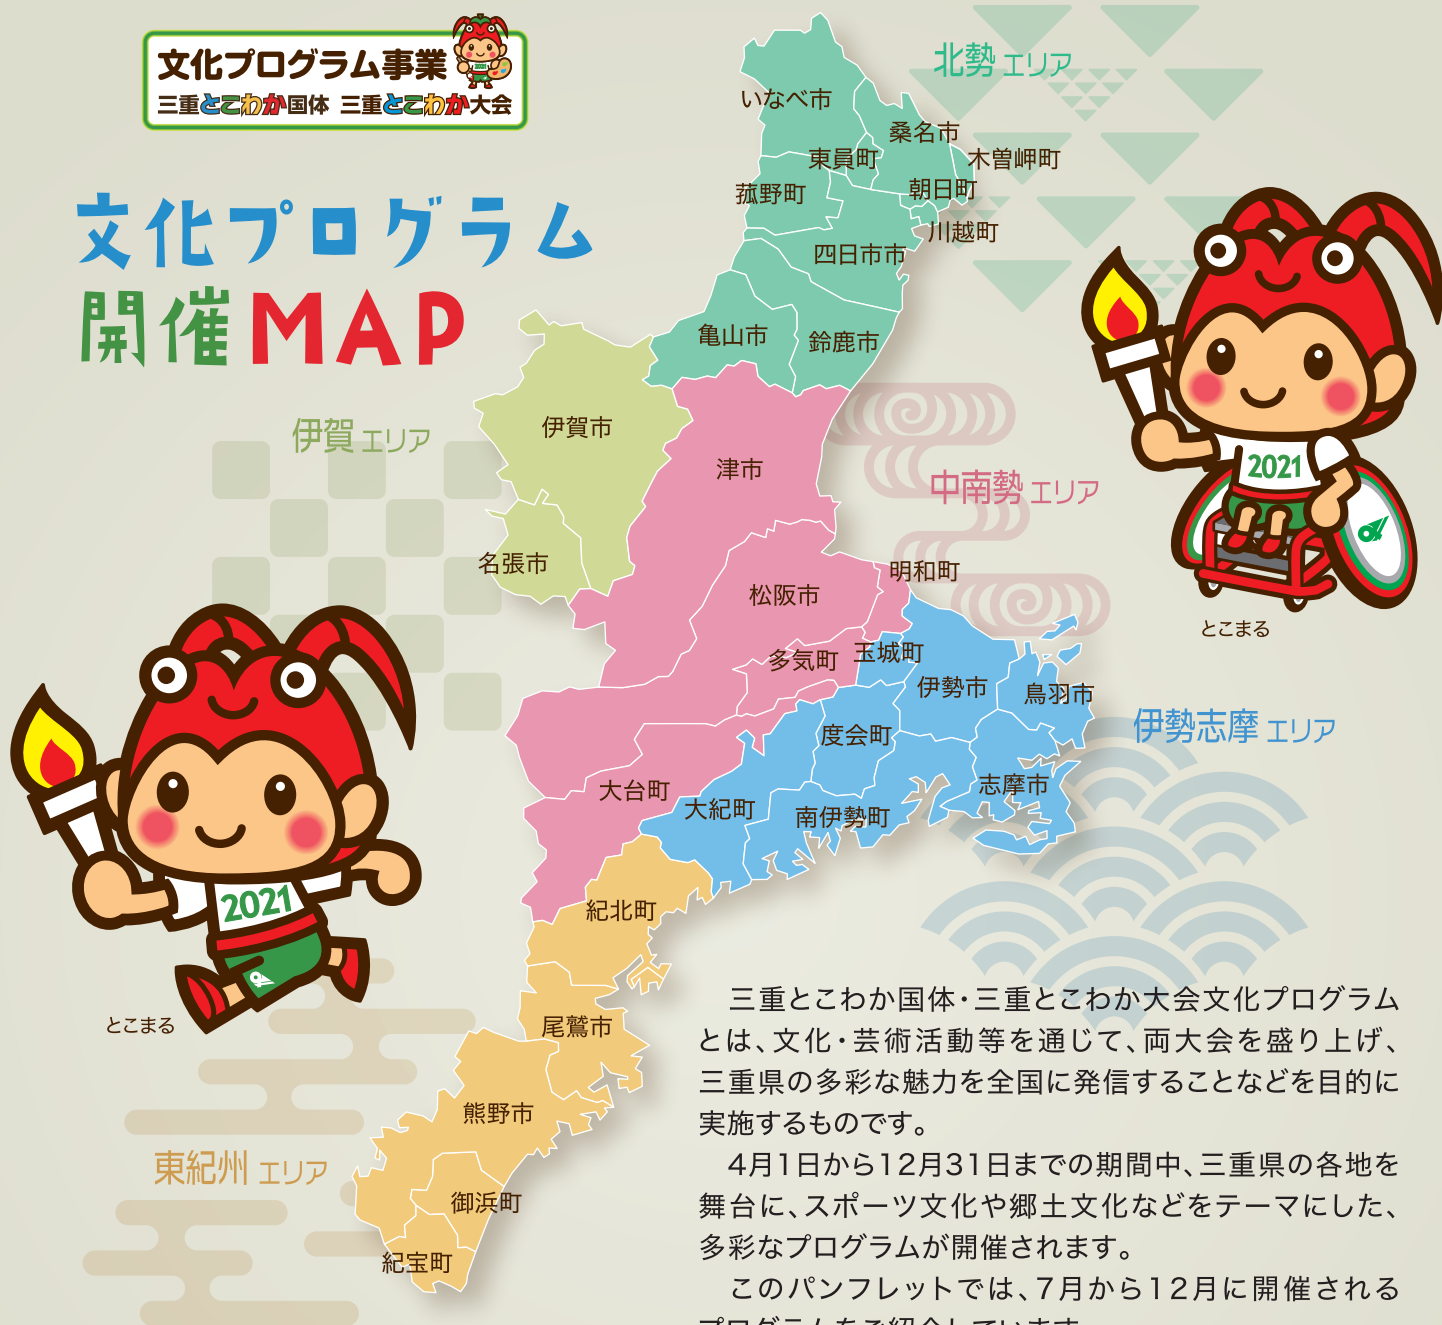 文化プログラム事業
三重とこわか国体 三重とこわか大会
2021
文化プログラム
開催MAP
北勢エリア
いなべ市
桑名市
東員町
木曽岬町
菰野町
朝日町
川越町
四日市市
亀山市
鈴鹿市
伊賀エリア
伊賀市
名張市
中南勢エリア
津市
松阪市
明和町
多気町
大台町
伊勢志摩エリア
玉城町
伊勢市
鳥羽市
度会町
志摩市
大紀町
南伊勢町
東紀州エリア
紀北町
尾鷲市
熊野市
御浜町
紀宝町
2021
とこまる
2021
とこまる
三重とこわか国体・三重とこわか大会文化プログラム
とは、文化・芸術活動等を通じて、両大会を盛り上げ、
三重県の多彩な魅力を全国に発信することなどを目的に
実施するものです。
4月1日から12月31日までの期間中、三重県の各地を
舞台に、スポーツ文化や郷土文化などをテーマにした、
多彩なプログラムが開催されます。
このパンフレットでは、7月から12月に開催される
プログラムをご紹介しています